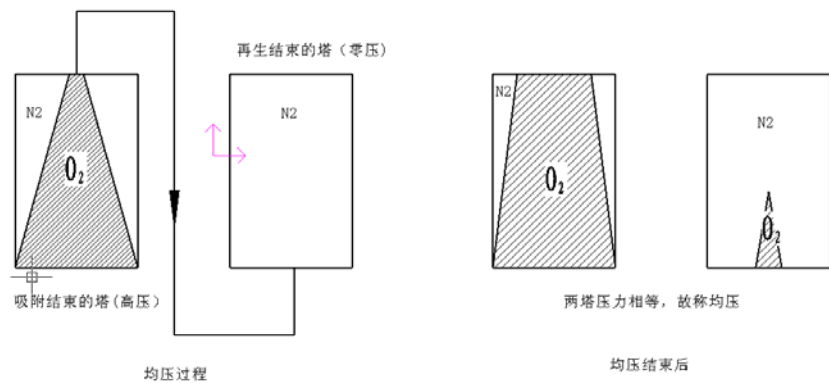 再生结束的塔（零压）
N2
O₂
N2
N2
O₂
N2
O₂
吸附结束的塔(高压）
两塔压力相等，故称均压
均压过程
均压结束后